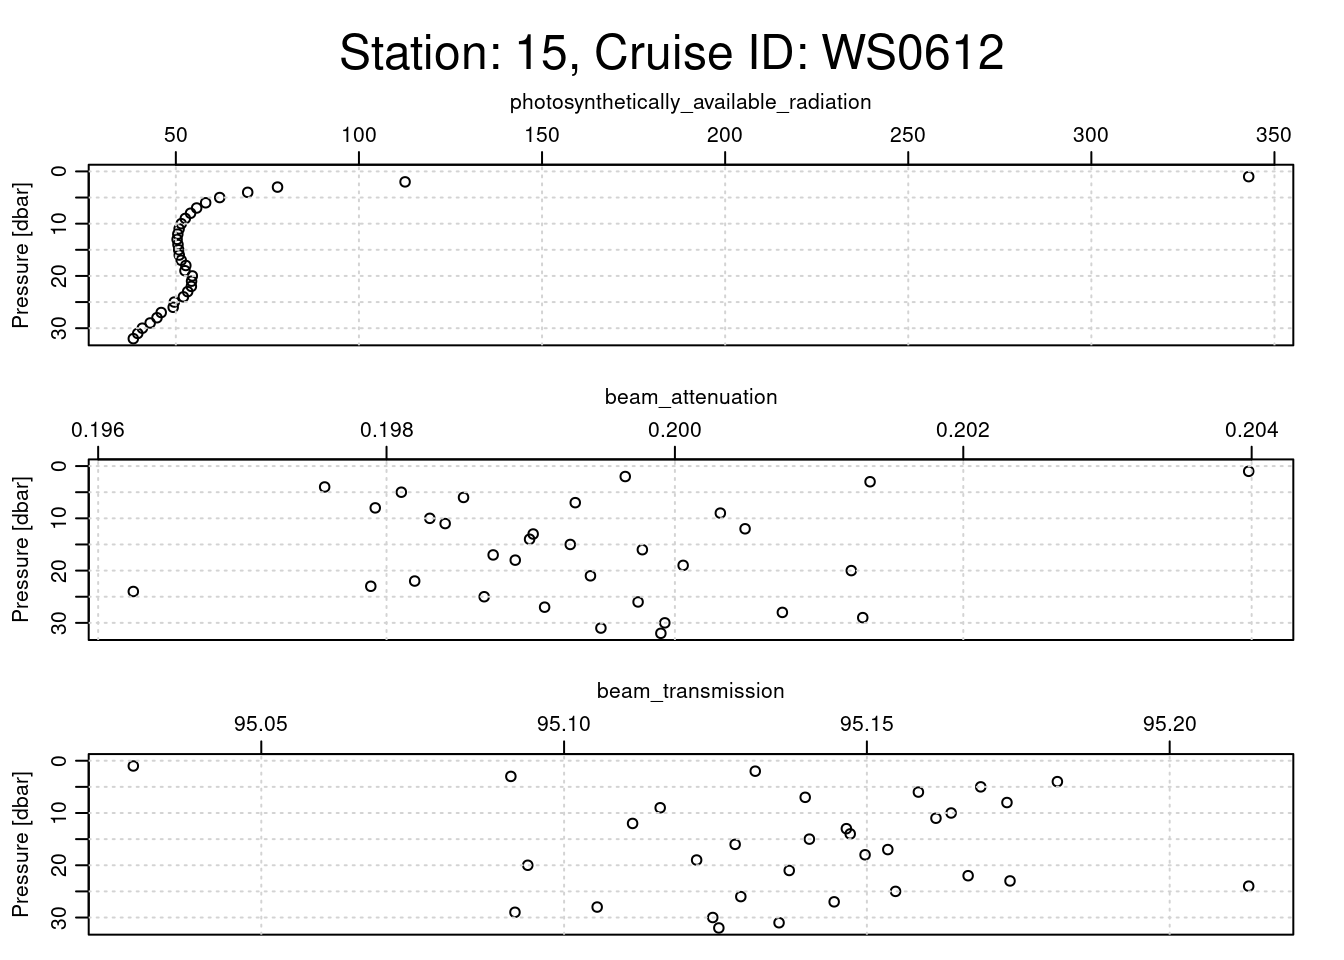 Station: 15, Cruise ID: WS0612
photosynthetically_available_radiation
50 100 150 200 250 300 350
0
10
20
30
Pressure [dbar]
beam_attenuation
0.196 0.198 0.200 0.202 0.204
0
10
20
30
Pressure [dbar]
beam_transmission
95.05 95.10 95.15 95.20
0
10
20
30
Pressure [dbar]